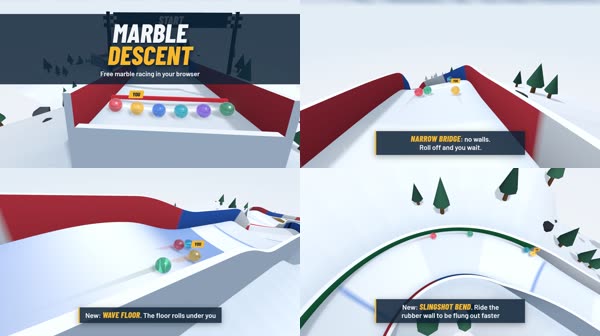 START
MARBLE
DESCENT
Free marble racing in your browser
YOU
YOU
NARROW BRIDGE: no walls.
Roll off and you wait.
YOU
New: WAVE FLOOR. The floor rolls under you
New: SLINGSHOT BEND. Ride the
rubber wall to be flung out faster